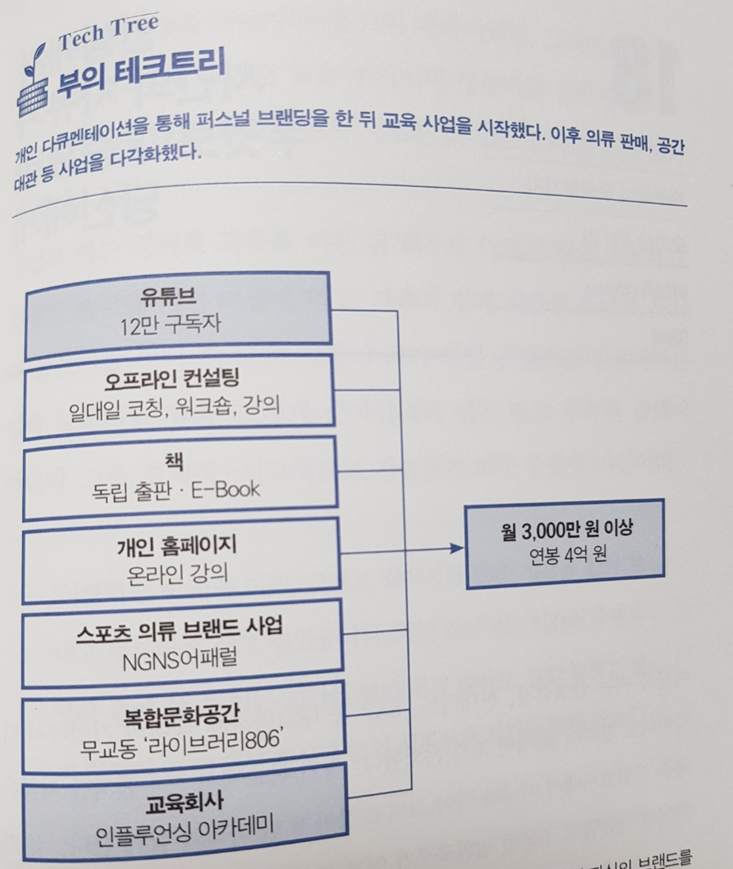 Tech Tree
부의 테크트리
개인 다큐멘테이션을 통해 퍼스널 브랜딩을 한 뒤 교육 사업을 시작했다. 이후 의류 판매, 공간
대관 등 사업을 다각화했다.
유튜브
12만 구독자
오프라인 컨설팅
일대일 코칭, 워크숍, 강의
책
독립 출판 · E-Book
개인 홈페이지
온라인 강의
스포츠 의류 브랜드 사업
NGNS어패럴
복합문화공간
무교동 ‘라이브러리806’
교육회사
인플루언싱 아카데미
월 3,000만 원 이상
연봉 4억 원
브랜드를